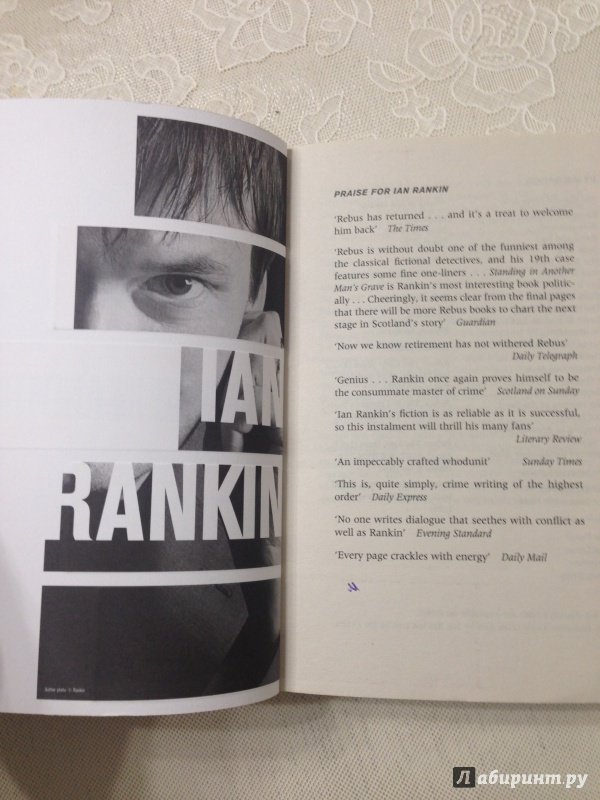 IAN
RANKIN
Author photo © Rankin
PRAISE FOR IAN RANKIN
‘Rebus has returned . . . and it’s a treat to welcome
him back’ The Times
‘Rebus is without doubt one of the funniest among
the classical fictional detectives, and his 19th case
features some fine one-liners . . . Standing in Another
Man’s Grave is Rankin’s most interesting book politic-
ally . . . Cheeringly, it seems clear from the final pages
that there will be more Rebus books to chart the next
stage in Scotland’s story’ Guardian
‘Now we know retirement has not withered Rebus’
Daily Telegraph
‘Genius . . . Rankin once again proves himself to be
the consummate master of crime’ Scotland on Sunday
‘Ian Rankin’s fiction is as reliable as it is successful,
so this instalment will thrill his many fans’
Literary Review
‘An impeccably crafted whodunit’ Sunday Times
‘This is, quite simply, crime writing of the highest
order’ Daily Express
‘No one writes dialogue that seethes with conflict as
well as Rankin’ Evening Standard
‘Every page crackles with energy’ Daily Mail
Лабиринт.ру